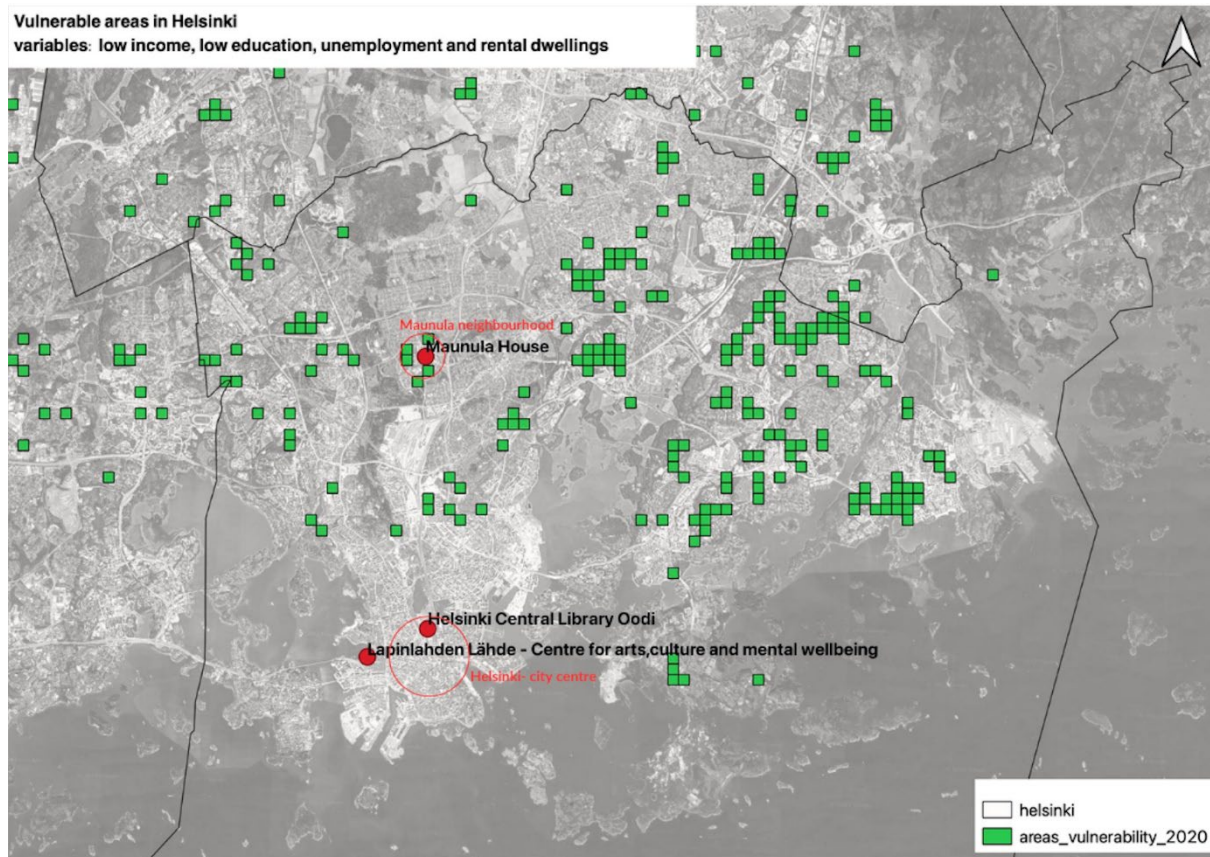 Vulnerable areas in Helsinki
variables: low income, low education, unemployment and rental dwellings
Maunula neighbourhood
Maunula House
Helsinki Central Library Oodi
Lapinlahden Lähde - Centre for arts,culture and mental wellbeing
Helsinki- city centre
helsinki
areas_vulnerability_2020